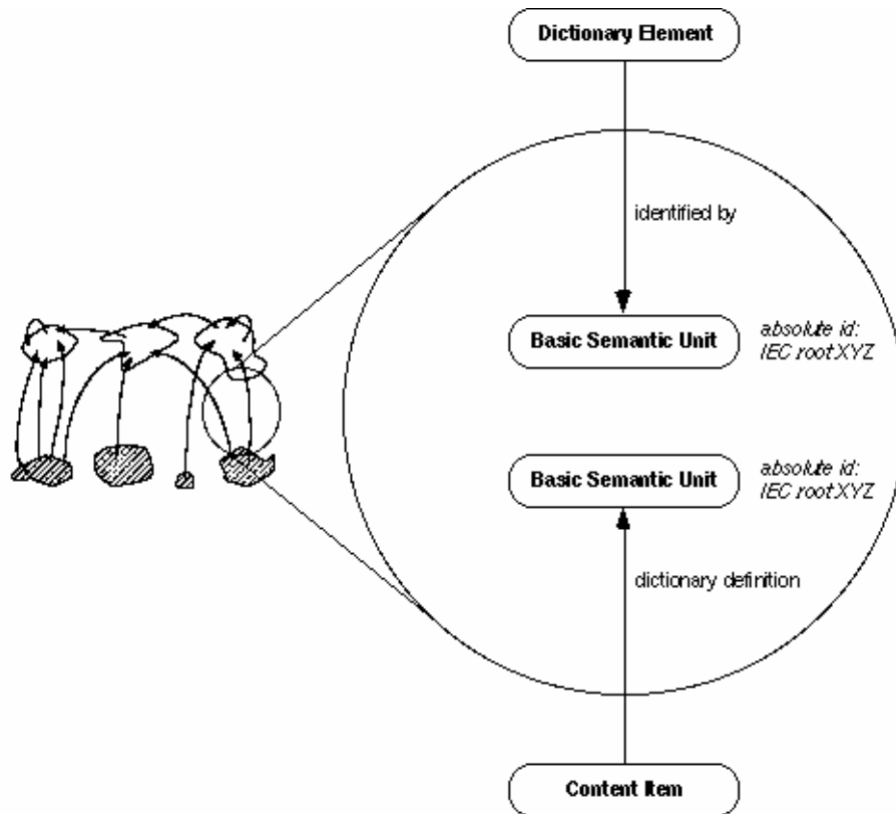 Dictionary Element
identified by
Basic Semantic Unit
absolute id:
IEC root XYZ
Basic Semantic Unit
absolute id:
IEC root XYZ
dictionary definition
Content Item